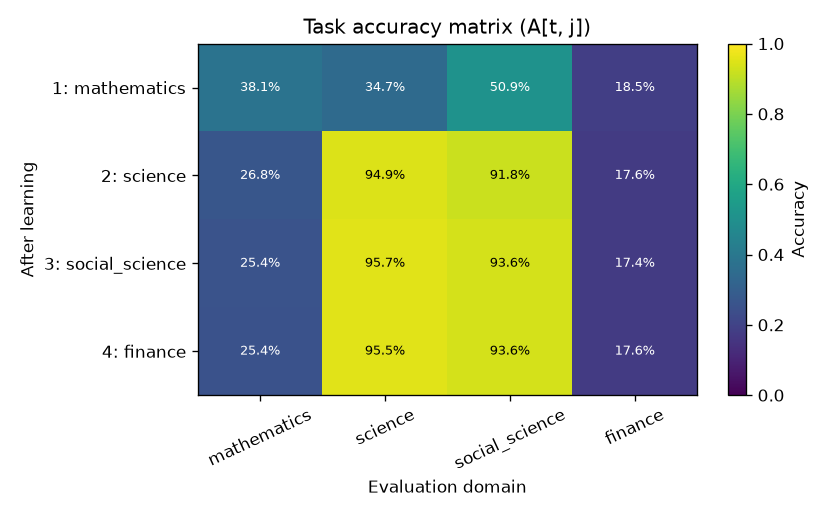 Task accuracy matrix (A[t, j])
After learning
1: mathematics 38.1% 34.7% 50.9% 18.5%
2: science 26.8% 94.9% 91.8% 17.6%
3: social_science 25.4% 95.7% 93.6% 17.4%
4: finance 25.4% 95.5% 93.6% 17.6%
mathematics science social_science finance
Evaluation domain
1.0
0.8
0.6
0.4
0.2
0.0
Accuracy